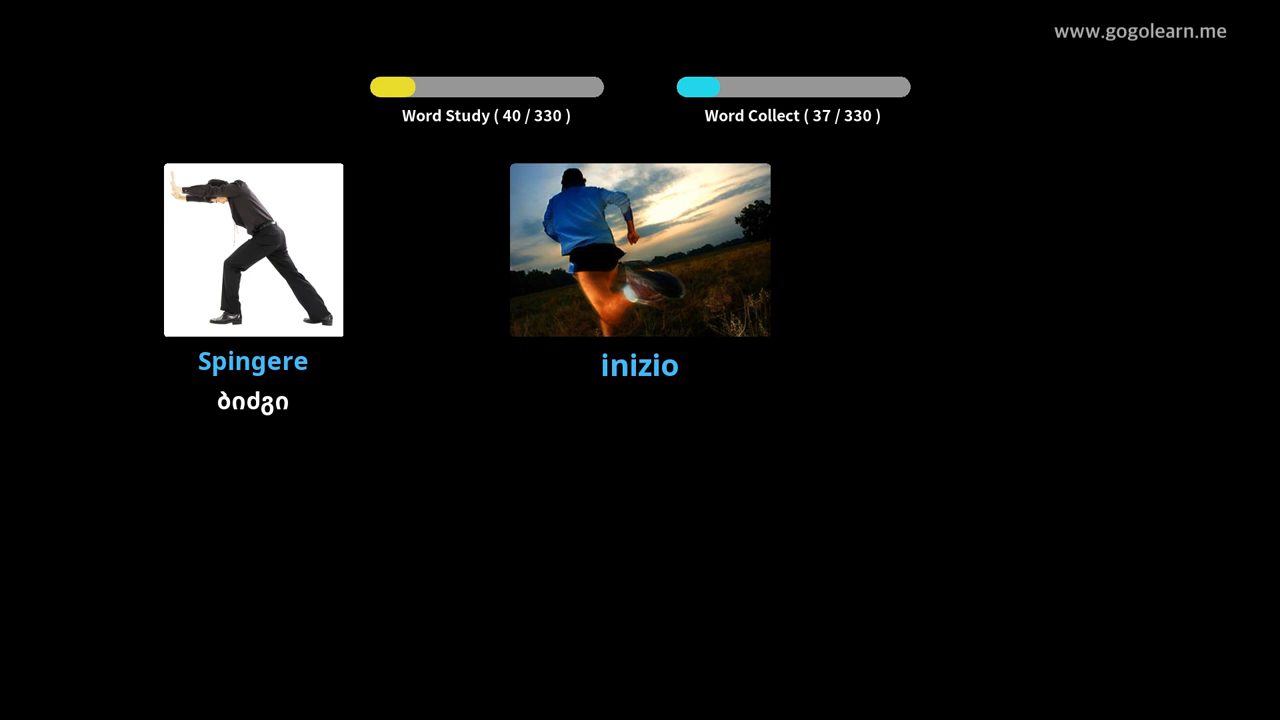 www.gogolearn.me
Word Study ( 40 / 330 )
Word Collect ( 37 / 330 )
Spingere
ბიძგი
inizio